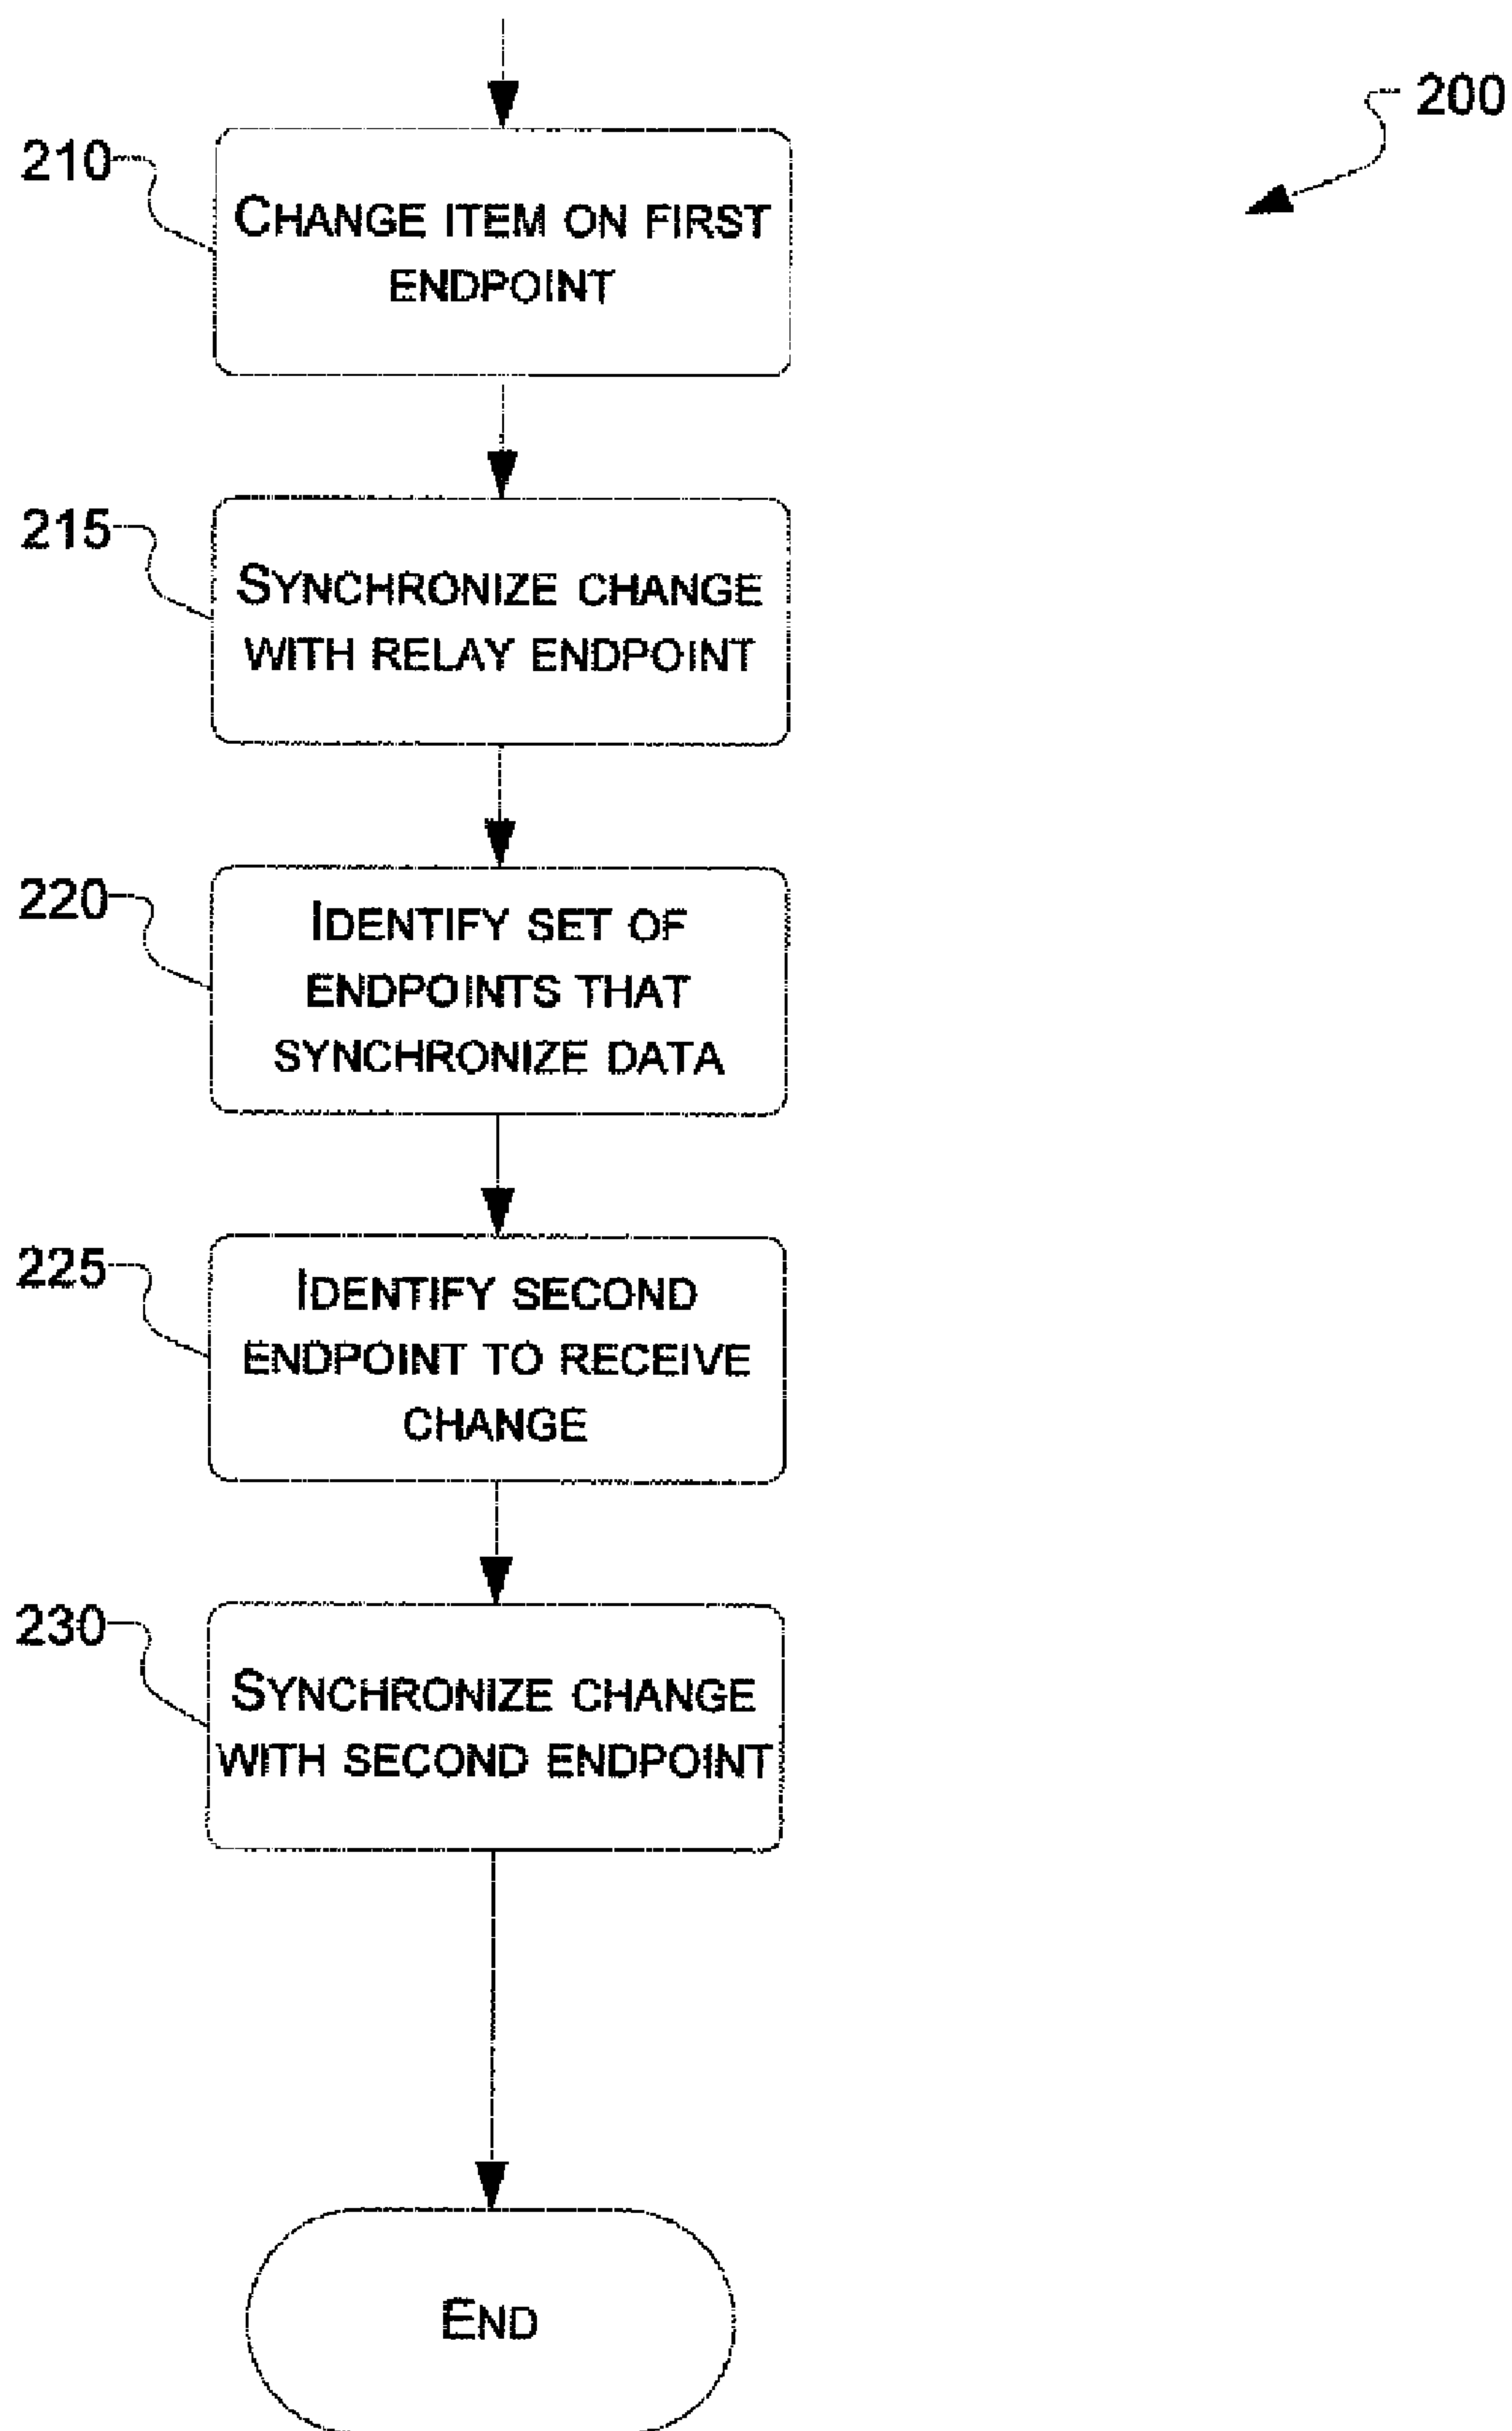 200
210
CHANGE ITEM ON FIRST
ENDPOINT
215
SYNCHRONIZE CHANGE
WITH RELAY ENDPOINT
220
IDENTIFY SET OF
ENDPOINTS THAT
SYNCHRONIZE DATA
225
IDENTIFY SECOND
ENDPOINT TO RECEIVE
CHANGE
230
SYNCHRONIZE CHANGE
WITH SECOND ENDPOINT
END